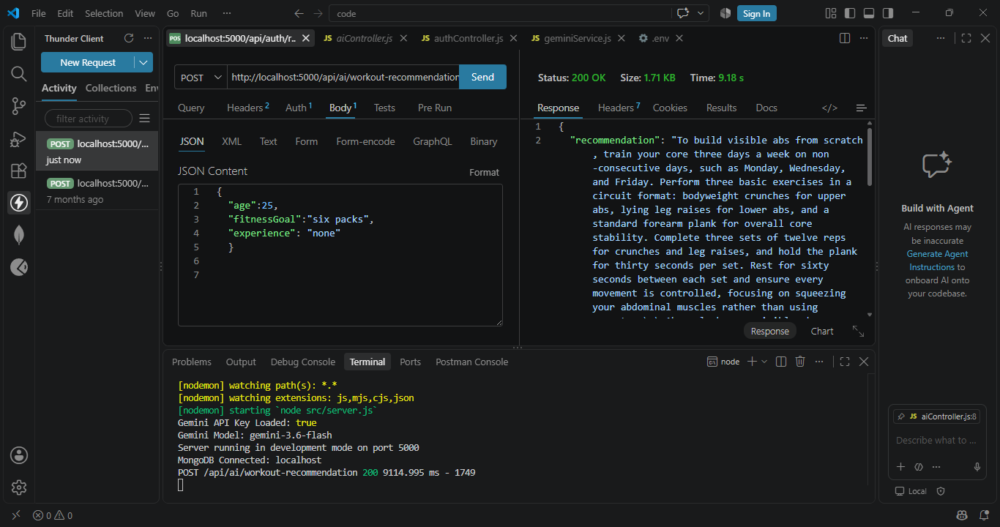 File Edit Selection View Go Run ··· code Sign In
Thunder Client
New Request
Activity Collections Env
filter activity
POST localhost:5000/...
just now
POST localhost:5000/...
7 months ago
POS localhost:5000/api/auth/r.. JS aiController.js JS authController.js JS geminiService.js .env
POST http://localhost:5000/api/ai/workout-recommendation Send
Query Headers 2 Auth 1 Body 1 Tests Pre Run
JSON XML Text Form Form-encode GraphQL Binary
JSON Content Format
1 {
2 "age":25,
3 "fitnessGoal":"six packs",
4 "experience": "none"
5 }
6
7
Status: 200 OK Size: 1.71 KB Time: 9.18 s
Response Headers 7 Cookies Results Docs </>
1 {
2 "recommendation": "To build visible abs from scratch
, train your core three days a week on non
-consecutive days, such as Monday, Wednesday,
and Friday. Perform three basic exercises in a
circuit format: bodyweight crunches for upper
abs, lying leg raises for lower abs, and a
standard forearm plank for overall core
stability. Complete three sets of twelve reps
for crunches and leg raises, and hold the plank
for thirty seconds per set. Rest for sixty
seconds between each set and ensure every
movement is controlled, focusing on squeezing
your abdominal muscles rather than using
Response Chart
Problems Output Debug Console Terminal Ports Postman Console node
[nodemon] watching path(s): *.*
[nodemon] watching extensions: js,mjs,cjs,json
[nodemon] starting `node src/server.js`
Gemini API Key Loaded: true
Gemini Model: gemini-3.6-flash
Server running in development mode on port 5000
MongoDB Connected: localhost
POST /api/ai/workout-recommendation 200 9114.995 ms - 1749
Chat
Build with Agent
AI responses may
be inaccurate
Generate Agent
Instructions to
onboard AI onto
your codebase.
JS aiController.js:8
Describe what to ...
Local
0 0